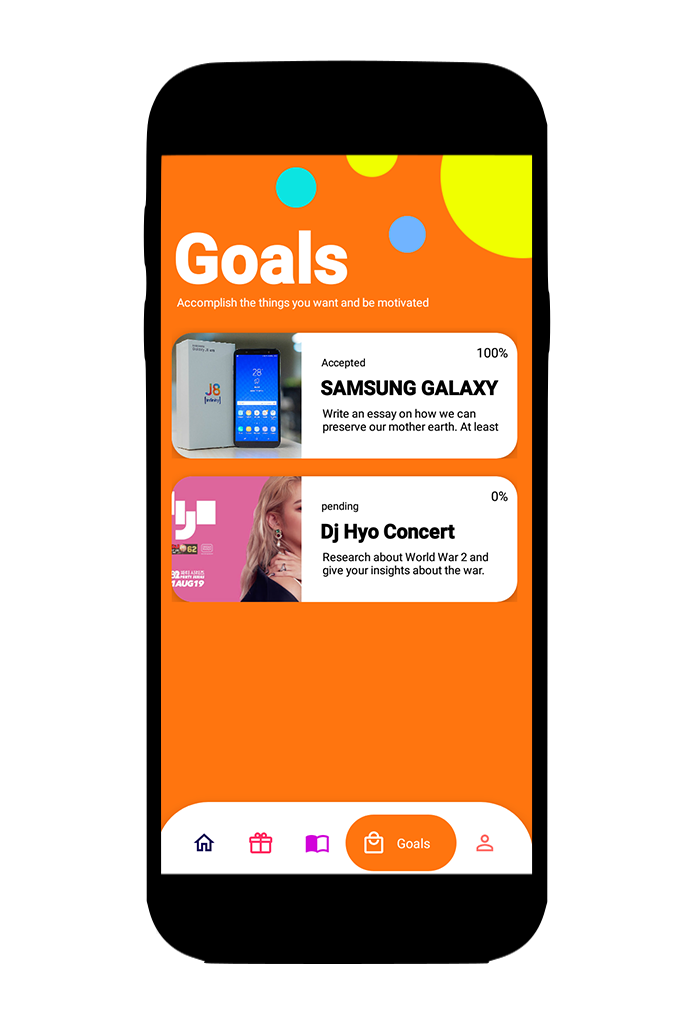 Goals
Accomplish the things you want and be motivated
100%
Accepted
SAMSUNG GALAXY
Write an essay on how we can
preserve our mother earth. At least
J8
28°
0%
pending
Dj Hyo Concert
Research about World War 2 and
give your insights about the war.
62
1AUG19
Goals